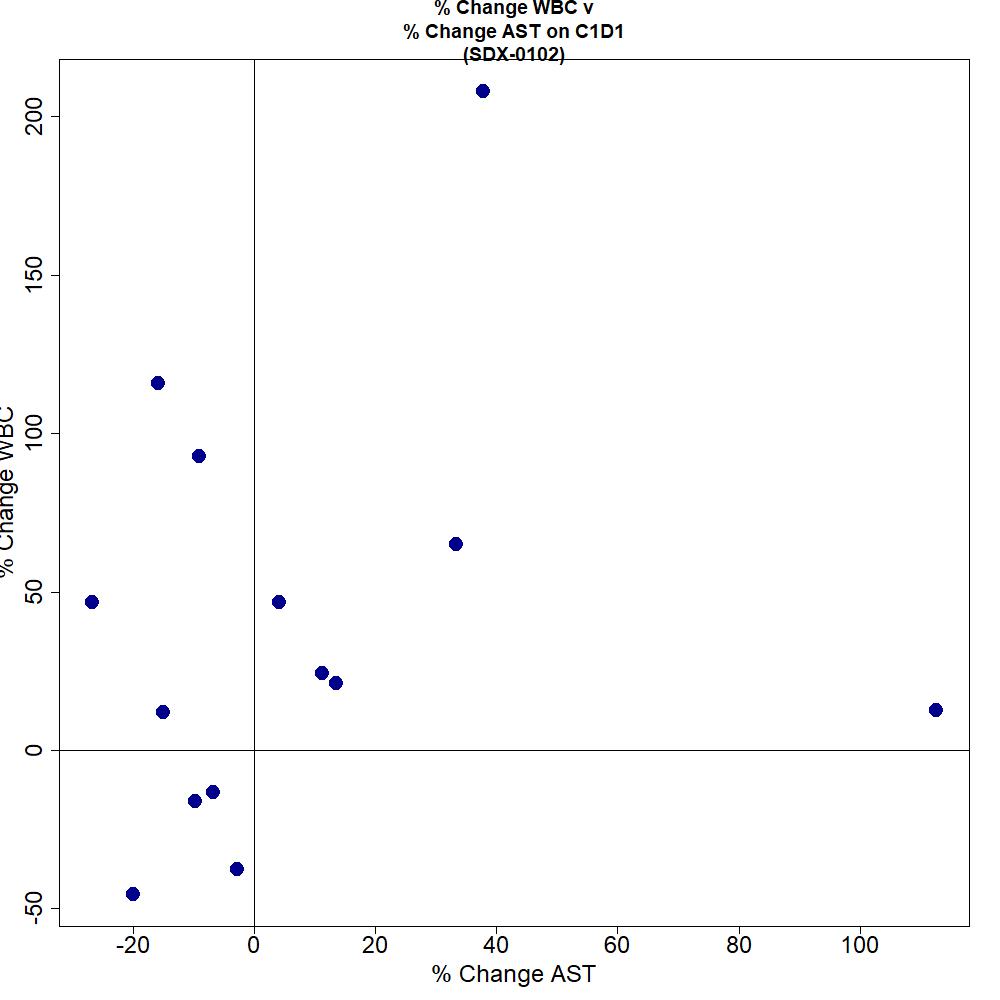 % Change WBC v
% Change AST on C1D1
(SDX-0102)
200
150
100
50
0
-50
% Change WBC
-20 0 20 40 60 80 100
% Change AST